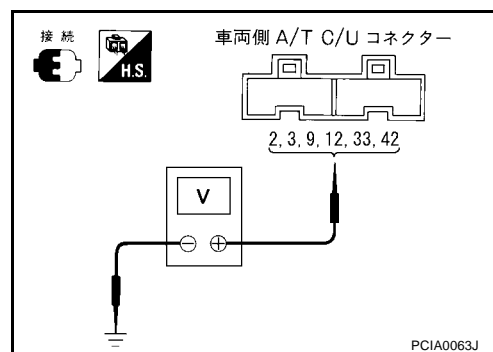 接続
H.S.
車両側 A/T C/U コネクター
2, 3, 9, 12, 33, 42
V
⊖ ⊕
PCIA0063J